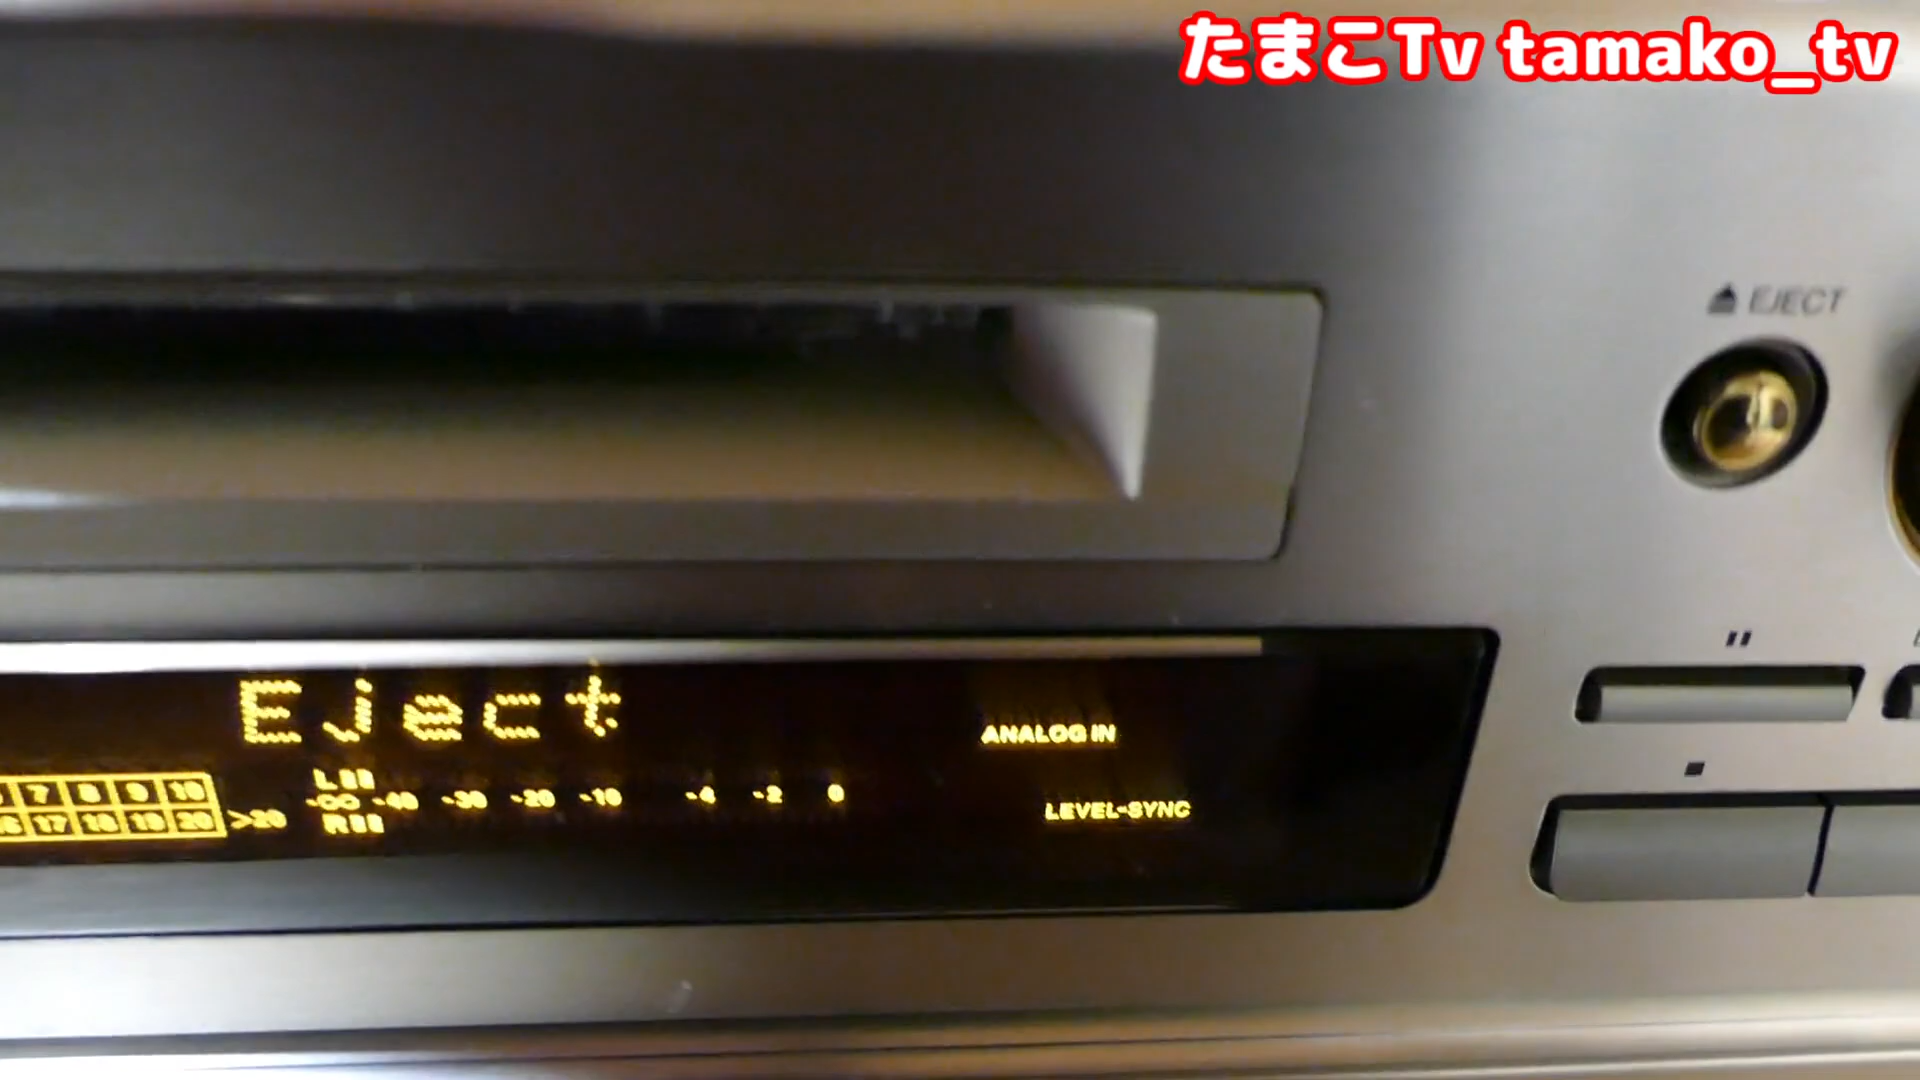 たまこTv tamako_tv
EJECT
Eject
ANALOG IN
7 8 9 10
L
-∞ -40 -30 -20 -10 -4 -2 0
17 18 19 20 >20
R
LEVEL-SYNC